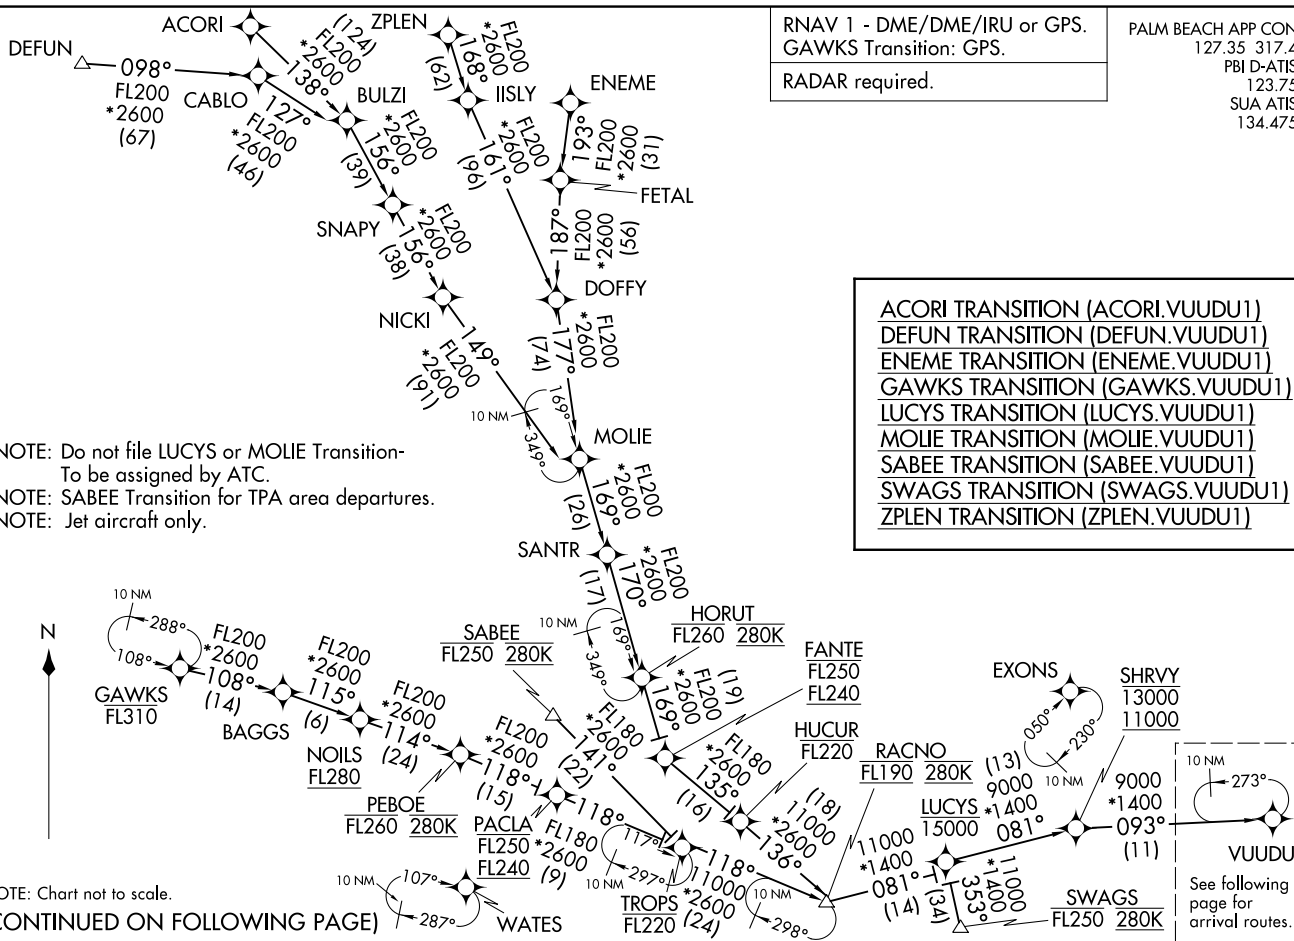 RNAV 1 - DME/DME/IRU or GPS.
GAWKS Transition: GPS.
RADAR required.
PALM BEACH APP CON
127.35 317.4
PBI D-ATIS
123.75
SUA ATIS
134.475
DEFUN
098°
FL200
*2600
(67)
ACORI
(24)
FL200
*2600
138°
CABLO
127°
FL200
*2600
(46)
BULZI
FL200
*2600
156°
(39)
SNAPY
FL200
*2600
156°
(38)
NICKI
149°
FL200
*2600
(91)
ZPLEN
FL200
*2600
168°
(62)
IISLY
FL200
*2600
161°
(96)
ENEME
193°
FL200
*2600
(31)
FETAL
187°
FL200
*2600
(56)
DOFFY
FL200
*2600
177°
(74)
10 NM
169°
349°
MOLIE
FL200
*2600
169°
(26)
SANTR
FL200
*2600
170°
(17)
ACORI TRANSITION (ACORI.VUUDU1)
DEFUN TRANSITION (DEFUN.VUUDU1)
ENEME TRANSITION (ENEME.VUUDU1)
GAWKS TRANSITION (GAWKS.VUUDU1)
LUCYS TRANSITION (LUCYS.VUUDU1)
MOLIE TRANSITION (MOLIE.VUUDU1)
SABEE TRANSITION (SABEE.VUUDU1)
SWAGS TRANSITION (SWAGS.VUUDU1)
ZPLEN TRANSITION (ZPLEN.VUUDU1)
NOTE: Do not file LUCYS or MOLIE Transition-
To be assigned by ATC.
NOTE: SABEE Transition for TPA area departures.
NOTE: Jet aircraft only.
N
10 NM
288°
108°
GAWKS
FL310
FL200
*2600
108°
(14)
BAGGS
FL200
*2600
115°
(6)
NOILS
FL280
FL200
*2600
114°
(24)
PEBOE
FL260 280K
FL200
*2600
118°
(15)
PACLA
FL250
FL240
118°
FL180
*2600
(9)
SABEE
FL250 280K
FL180
*2600
141°
(22)
10 NM
169°
349°
HORUT
FL260 280K
(19)
FL200
*2600
169°
FANTE
FL250
FL240
FL180
*2600
135°
(16)
HUCUR
FL220
(18)
11000
*2600
136°
117°
297°
10 NM
TROPS
FL220
118°
11000
*2600
(24)
10 NM
298°
RACNO
FL190 280K
11000
*1400
081°
(14)
LUCYS
15000
(13)
9000
*1400
081°
11000
*1400
353°
(34)
SWAGS
FL250 280K
EXONS
050°
230°
10 NM
SHRVY
13000
11000
9000
*1400
093°
(11)
10 NM
273°
VUUDU
See following
page for
arrival routes.
10 NM
107°
287°
WATES
OTE: Chart not to scale.
CONTINUED ON FOLLOWING PAGE)